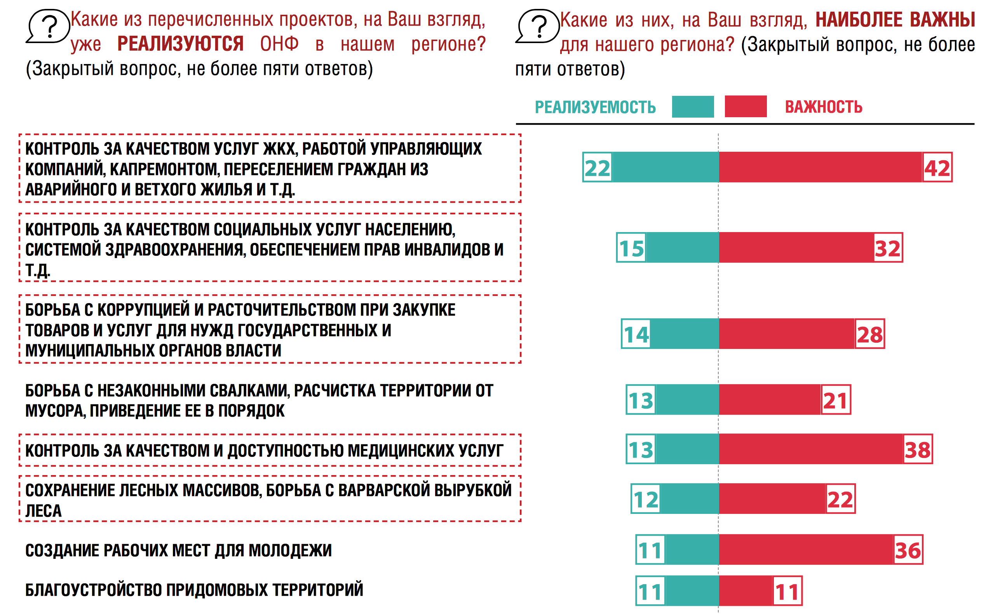 Какие из перечисленных проектов, на Ваш взгляд,
уже РЕАЛИЗУЮТСЯ ОНФ в нашем регионе?
(Закрытый вопрос, не более пяти ответов)
Какие из них, на Ваш взгляд, НАИБОЛЕЕ ВАЖНЫ
для нашего региона? (Закрытый вопрос, не более
пяти ответов)
РЕАЛИЗУЕМОСТЬ ВАЖНОСТЬ
КОНТРОЛЬ ЗА КАЧЕСТВОМ УСЛУГ ЖКХ, РАБОТОЙ УПРАВЛЯЮЩИХ
КОМПАНИЙ, КАПРЕМОНТОМ, ПЕРЕСЕЛЕНИЕМ ГРАЖДАН ИЗ
АВАРИЙНОГО И ВЕТХОГО ЖИЛЬЯ И Т.Д.
22 42
КОНТРОЛЬ ЗА КАЧЕСТВОМ СОЦИАЛЬНЫХ УСЛУГ НАСЕЛЕНИЮ,
СИСТЕМОЙ ЗДРАВООХРАНЕНИЯ, ОБЕСПЕЧЕНИЕМ ПРАВ ИНВАЛИДОВ И
Т.Д.
15 32
БОРЬБА С КОРРУПЦИЕЙ И РАСТОЧИТЕЛЬСТВОМ ПРИ ЗАКУПКЕ
ТОВАРОВ И УСЛУГ ДЛЯ НУЖД ГОСУДАРСТВЕННЫХ И
МУНИЦИПАЛЬНЫХ ОРГАНОВ ВЛАСТИ
14 28
БОРЬБА С НЕЗАКОННЫМИ СВАЛКАМИ, РАСЧИСТКА ТЕРРИТОРИИ ОТ
МУСОРА, ПРИВЕДЕНИЕ ЕЕ В ПОРЯДОК
13 21
КОНТРОЛЬ ЗА КАЧЕСТВОМ И ДОСТУПНОСТЬЮ МЕДИЦИНСКИХ УСЛУГ
13 38
СОХРАНЕНИЕ ЛЕСНЫХ МАССИВОВ, БОРЬБА С ВАРВАРСКОЙ ВЫРУБКОЙ
ЛЕСА
12 22
СОЗДАНИЕ РАБОЧИХ МЕСТ ДЛЯ МОЛОДЕЖИ
11 36
БЛАГОУСТРОЙСТВО ПРИДОМОВЫХ ТЕРРИТОРИЙ
11 11